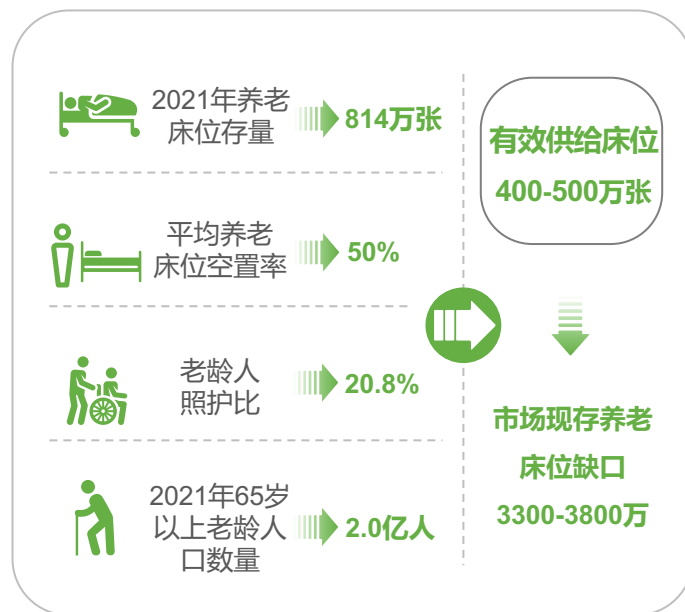 2021年养老
床位存量
814万张
平均养老
床位空置率
50%
老龄人
照护比
20.8%
2021年65岁
以上老龄人
口数量
2.0亿人
有效供给床位
400-500万张
市场现存养老
床位缺口
3300-3800万